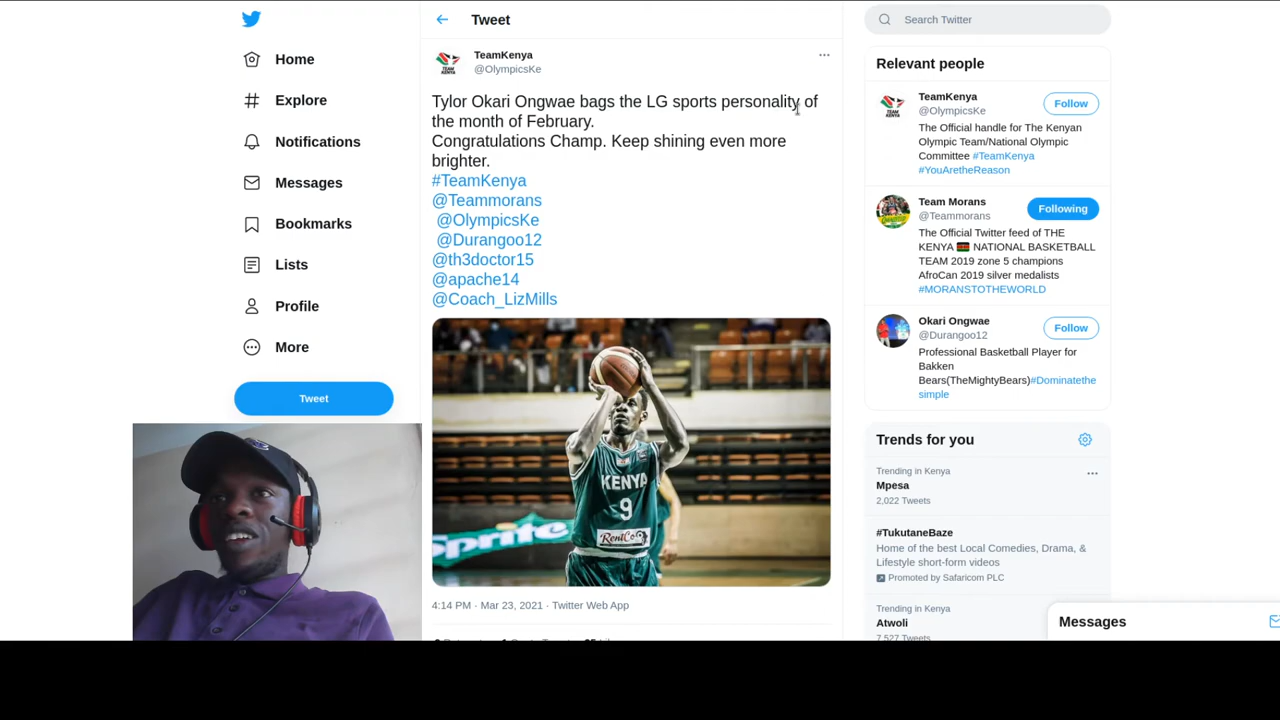 Home
Explore
Notifications
Messages
Bookmarks
Lists
Profile
More
Tweet
Tweet
TeamKenya
@OlympicsKe
Tylor Okari Ongwae bags the LG sports personality of
the month of February.
Congratulations Champ. Keep shining even more
brighter.
#TeamKenya
@Teammorans
@OlympicsKe
@Durangoo12
@th3doctor15
@apache14
@Coach_LizMills
KENYA
9
RentCo
Sprite
4:14 PM · Mar 23, 2021 · Twitter Web App
Search Twitter
Relevant people
TeamKenya
@OlympicsKe
Follow
The Official handle for The Kenyan
Olympic Team/National Olympic
Committee #TeamKenya
#YouAretheReason
Team Morans
@Teammorans
Following
The Official Twitter feed of THE
KENYA 🇰🇪 NATIONAL BASKETBALL
TEAM 2019 zone 5 champions
AfroCan 2019 silver medalists
#MORANSTOTHEWORLD
Okari Ongwae
@Durangoo12
Follow
Professional Basketball Player for
Bakken
Bears(TheMightyBears)#Dominatethe
simple
Trends for you
Trending in Kenya
Mpesa
2,022 Tweets
#TukutaneBaze
Home of the best Local Comedies, Drama, &
Lifestyle short-form videos
Promoted by Safaricom PLC
Trending in Kenya
Atwoli
7,527 Tweets
Messages